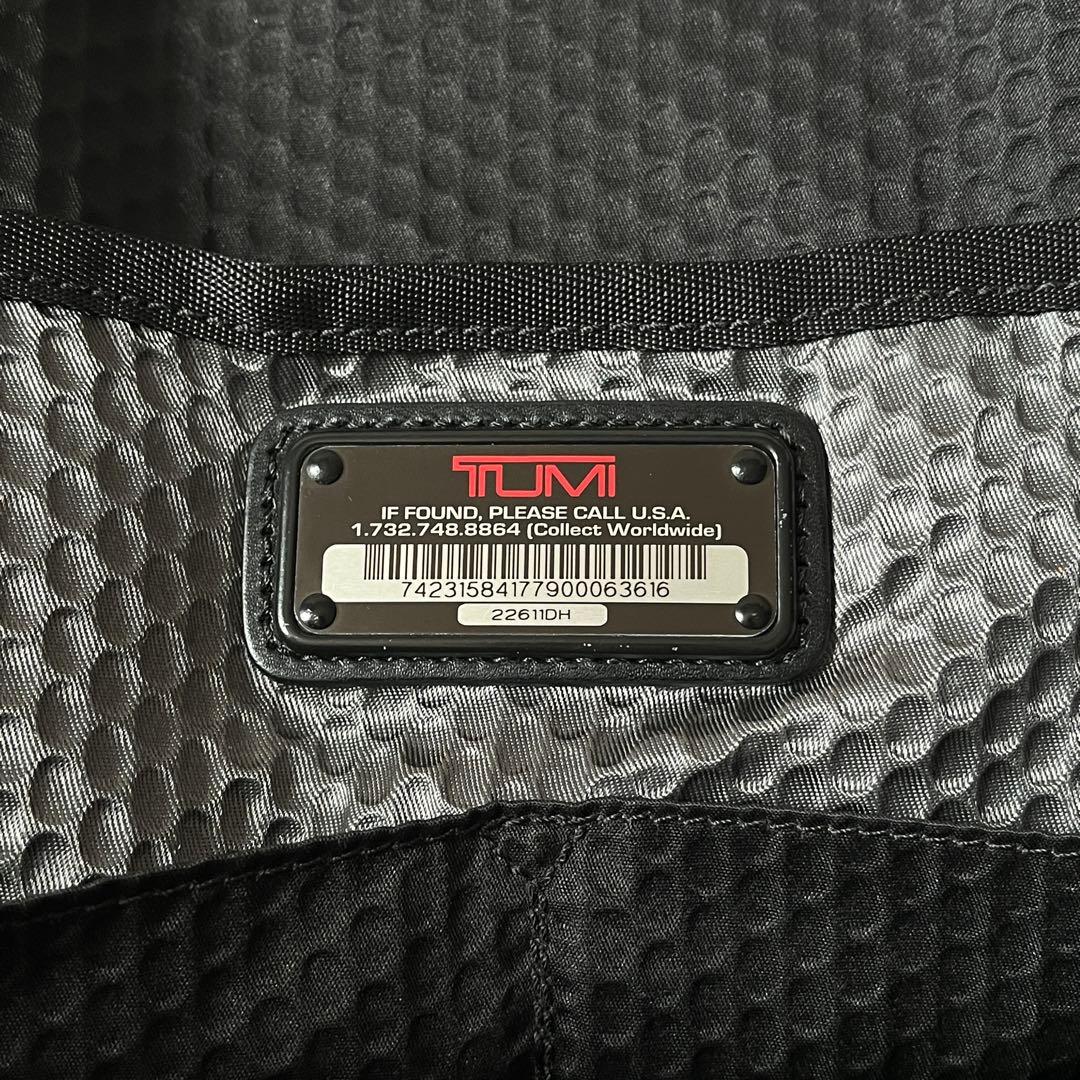 TUMI
IF FOUND, PLEASE CALL U.S.A.
1.732.748.8864 (Collect Worldwide)
74231584177900063616
22611DH